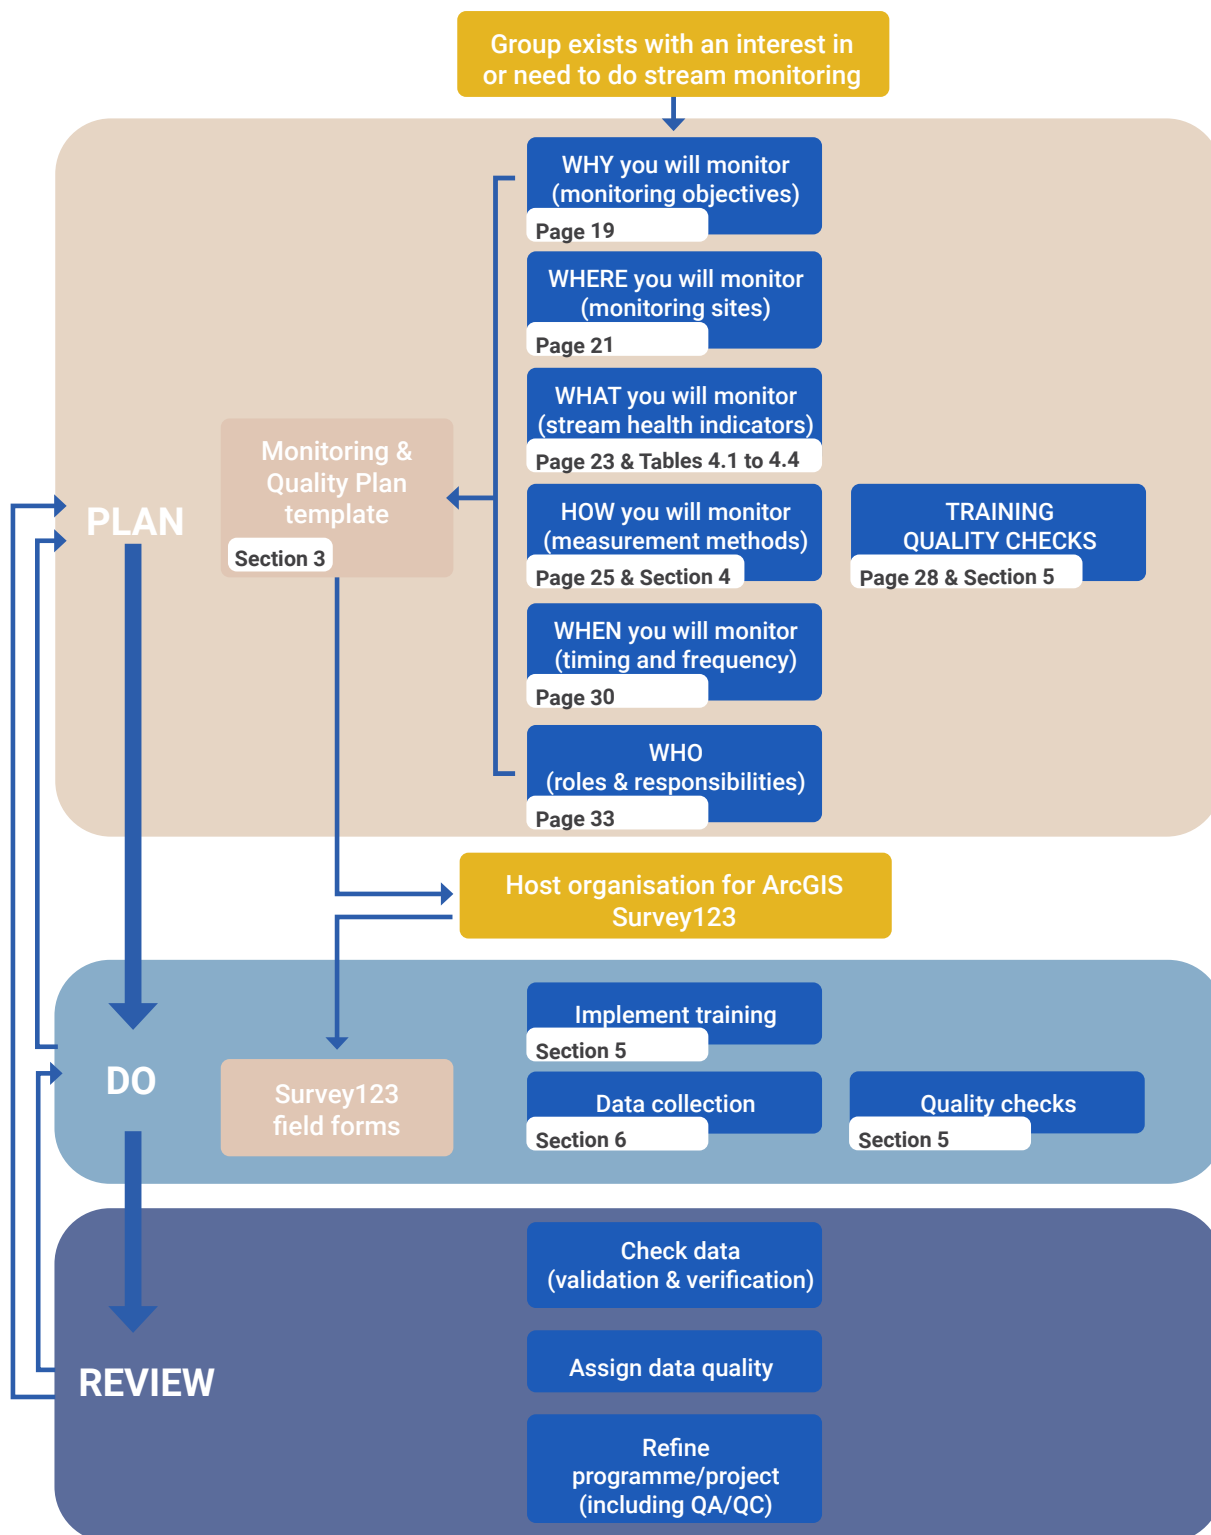 Group exists with an interest in
or need to do stream monitoring
WHY you will monitor
(monitoring objectives)
Page 19
WHERE you will monitor
(monitoring sites)
Page 21
WHAT you will monitor
(stream health indicators)
Page 23 & Tables 4.1 to 4.4
Monitoring &
Quality Plan
template
Section 3
PLAN
HOW you will monitor
(measurement methods)
Page 25 & Section 4
TRAINING
QUALITY CHECKS
Page 28 & Section 5
WHEN you will monitor
(timing and frequency)
Page 30
WHO
(roles & responsibilities)
Page 33
Host organisation for ArcGIS
Survey123
DO
Survey123
field forms
Implement training
Section 5
Data collection
Section 6
Quality checks
Section 5
REVIEW
Check data
(validation & verification)
Assign data quality
Refine
programme/project
(including QA/QC)